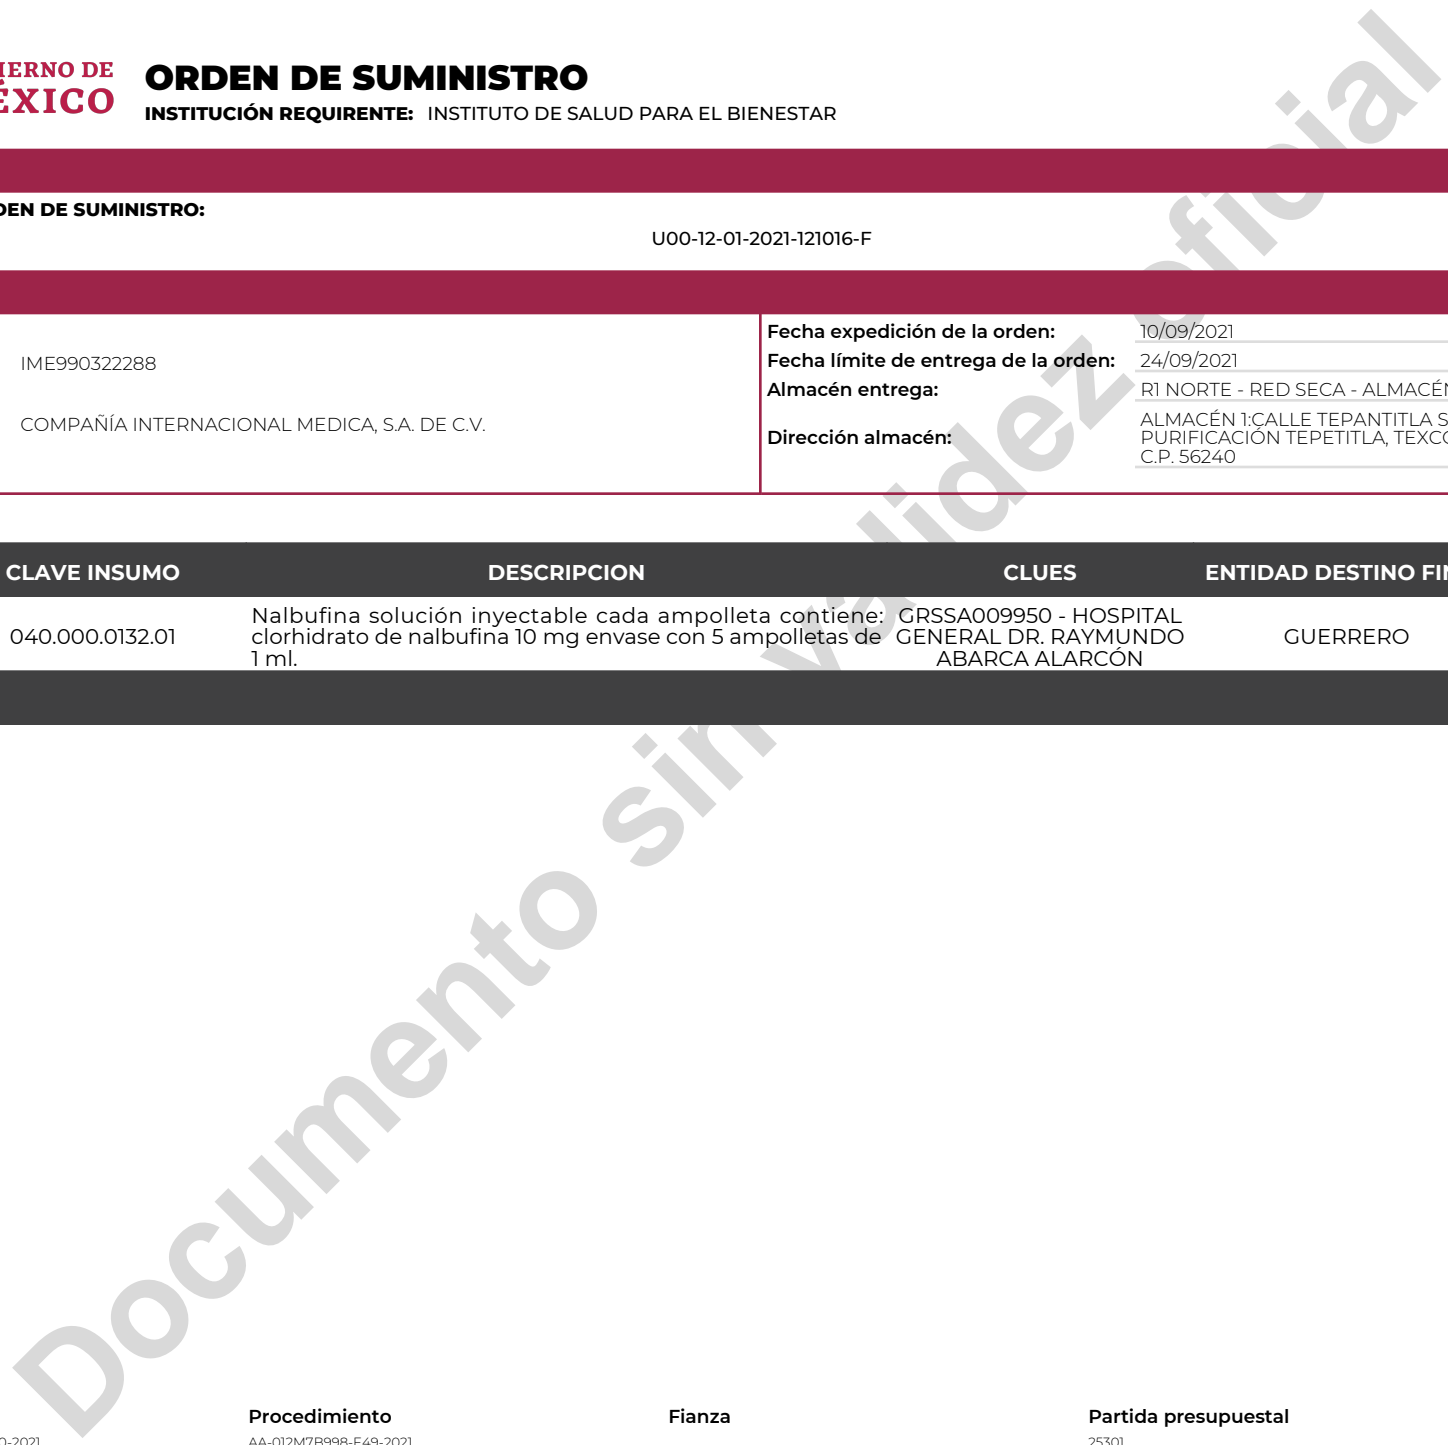 ORDEN DE SUMINISTRO
INSTITUCIÓN REQUIRENTE: INSTITUTO DE SALUD PARA EL BIENESTAR
IERNO DE
ÉXICO
DEN DE SUMINISTRO:
U00-12-01-2021-121016-F
IME990322288
COMPAÑÍA INTERNACIONAL MEDICA, S.A. DE C.V.
Fecha expedición de la orden: 10/09/2021
Fecha límite de entrega de la orden: 24/09/2021
Almacén entrega: R1 NORTE - RED SECA - ALMACÉN
Dirección almacén:
ALMACÉN 1:CALLE TEPANTITLA S
PURIFICACIÓN TEPETITLA, TEXCO
C.P. 56240
CLAVE INSUMO DESCRIPCION CLUES ENTIDAD DESTINO FIN
040.000.0132.01
Nalbufina solución inyectable cada ampolleta contiene:
clorhidrato de nalbufina 10 mg envase con 5 ampolletas de
1 ml.
GRSSA009950 - HOSPITAL
GENERAL DR. RAYMUNDO
ABARCA ALARCÓN
GUERRERO
Documento sin validez oficial
Procedimiento Fianza Partida presupuestal
0-2021 AA-012M7B998-E49-2021 25301